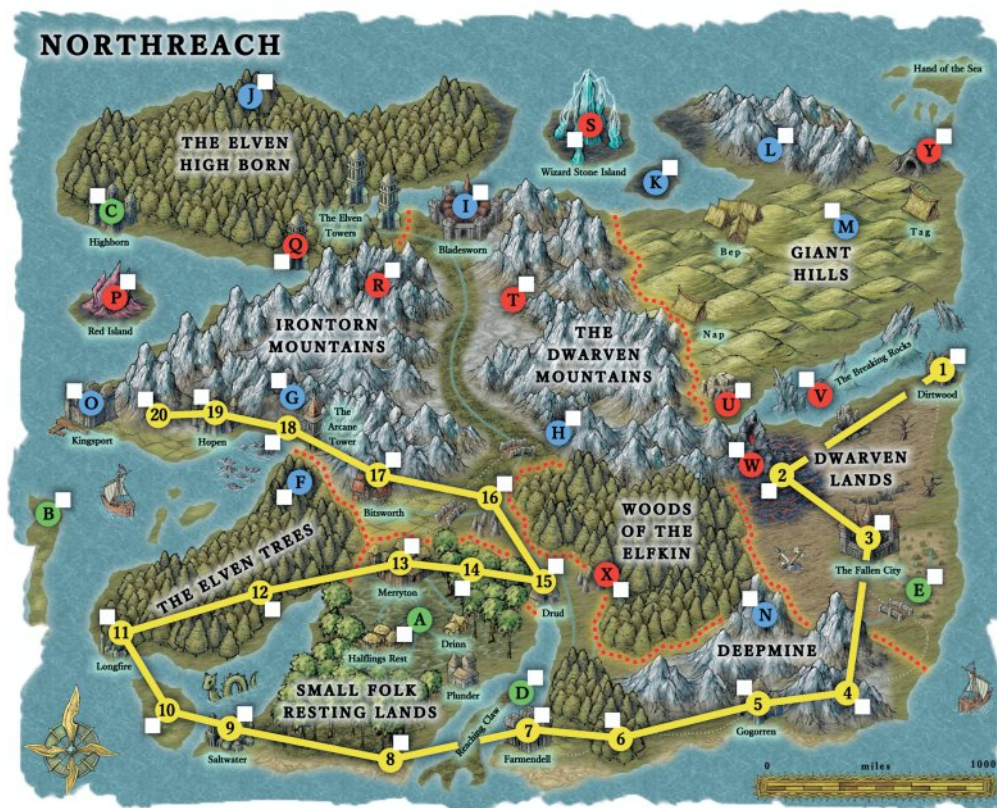 NORTHREACH
Hand of the Sea
J
S
THE ELVEN
HIGH BORN
L
Y
Wizard Stone Island
K
C
I
M
Highborn
The Elven
Towers
Bladesworn
Q
Bep
Tag
GIANT
HILLS
R
T
P
Red Island
IRONTORN
MOUNTAINS
THE
DWARVEN
MOUNTAINS
Nap
The Breaking Rocks
1
Dirtwood
O
G
U
V
20
19
18
Kingsport
Hopen
The
Arcane
Tower
H
W
2
DWARVEN
LANDS
17
F
16
B
Bitsworth
WOODS
OF THE
ELFKIN
3
The Fallen City
THE ELVEN TREES
13
14
15
X
E
12
Merryton
Drud
11
A
N
Longfire
Halflings Rest
Drinn
DEEPMINE
SMALL FOLK
RESTING LANDS
Plunder
D
4
10
5
9
Reaching Claw
7
6
Gogorren
Saltwater
8
Farmendell
0 miles 1000